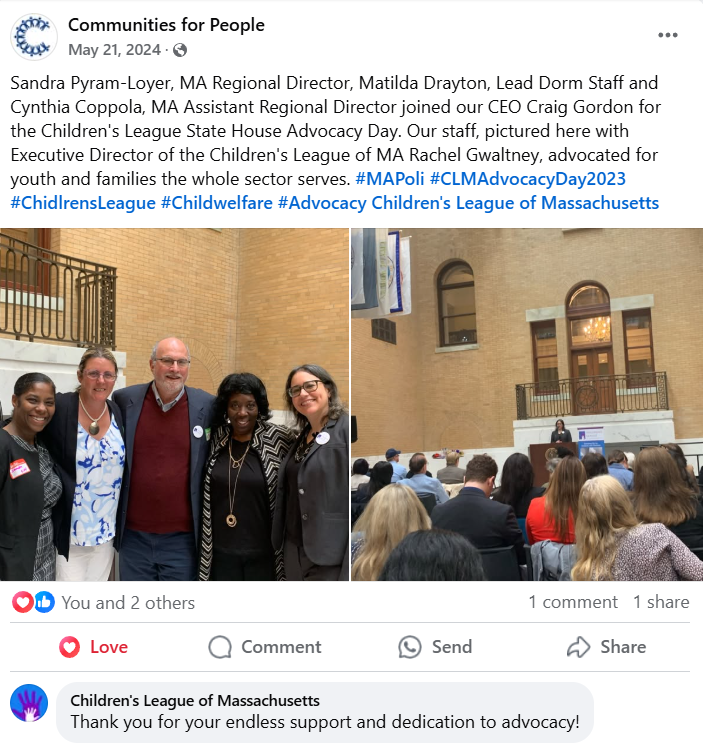 Communities for People
May 21, 2024 ·
Sandra Pyram-Loyer, MA Regional Director, Matilda Drayton, Lead Dorm Staff and
Cynthia Coppola, MA Assistant Regional Director joined our CEO Craig Gordon for
the Children's League State House Advocacy Day. Our staff, pictured here with
Executive Director of the Children's League of MA Rachel Gwaltney, advocated for
youth and families the whole sector serves. #MAPoli #CLMAdvocacyDay2023
#ChidlrensLeague #Childwelfare #Advocacy Children's League of Massachusetts
You and 2 others
1 comment 1 share
Love Comment Send Share
Children's League of Massachusetts
Thank you for your endless support and dedication to advocacy!